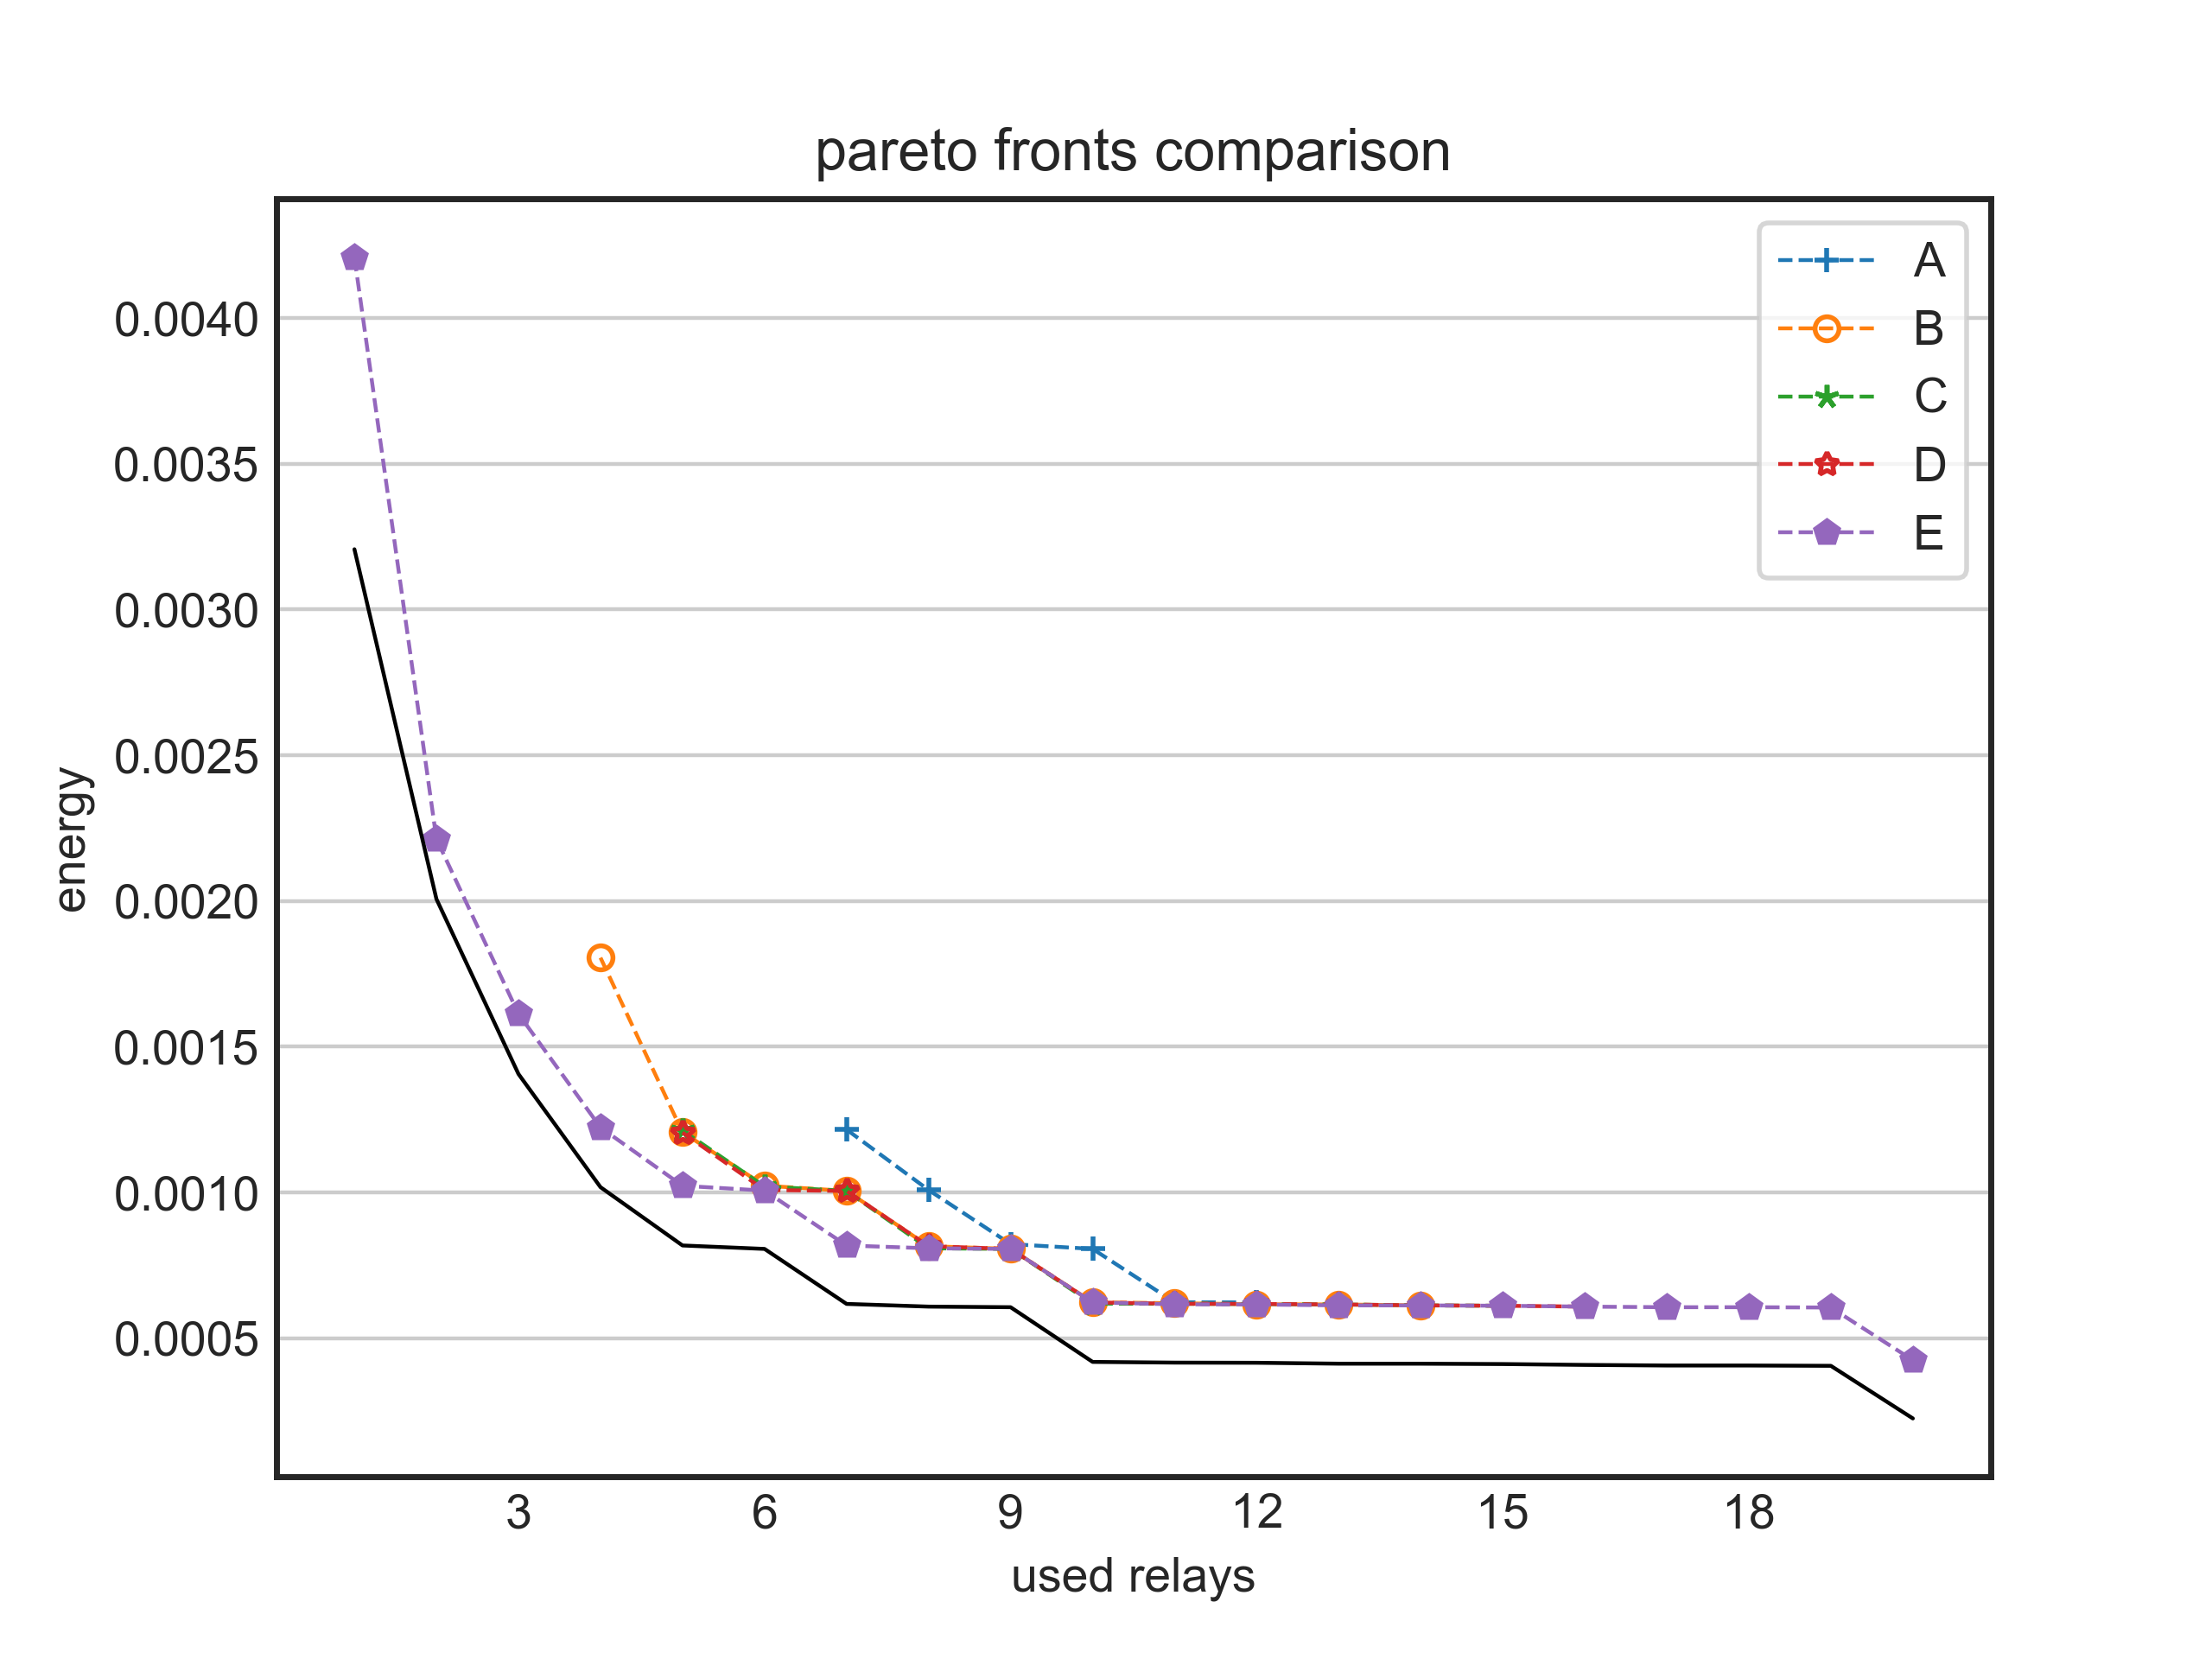 pareto fronts comparison
A
B
C
D
E
0.0040
0.0035
0.0030
0.0025
0.0020
0.0015
0.0010
0.0005
energy
3 6 9 12 15 18
used relays